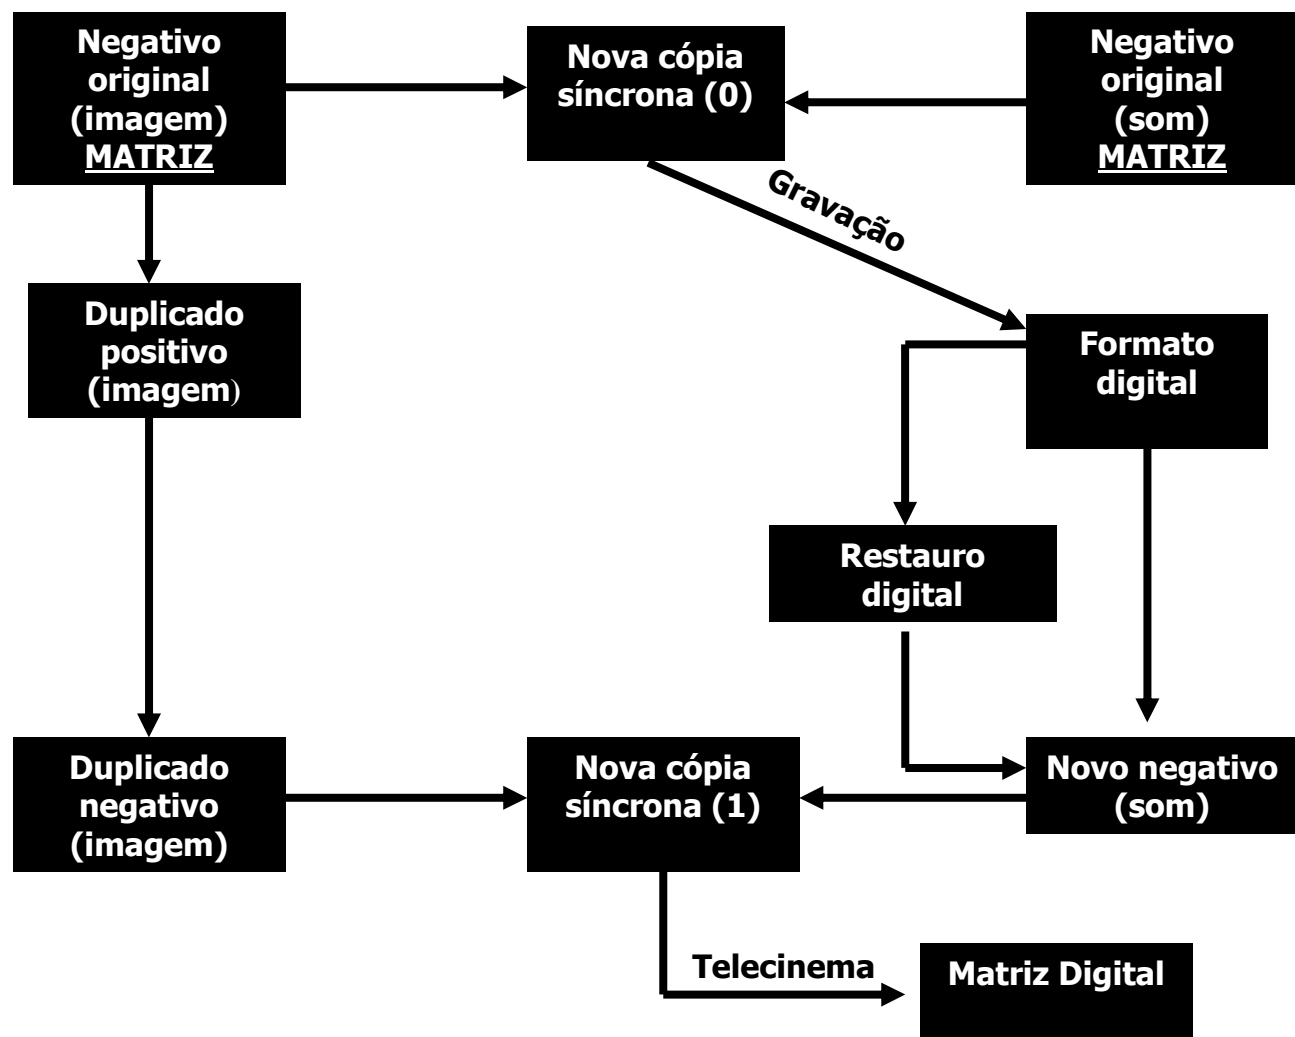 Negativo
original
(imagem)
MATRIZ
Nova cópia
síncrona (0)
Negativo
original
(som)
MATRIZ
Gravação
Duplicado
positivo
(imagem)
Formato
digital
Restauro
digital
Duplicado
negativo
(imagem)
Nova cópia
síncrona (1)
Novo negativo
(som)
Telecinema
Matriz Digital